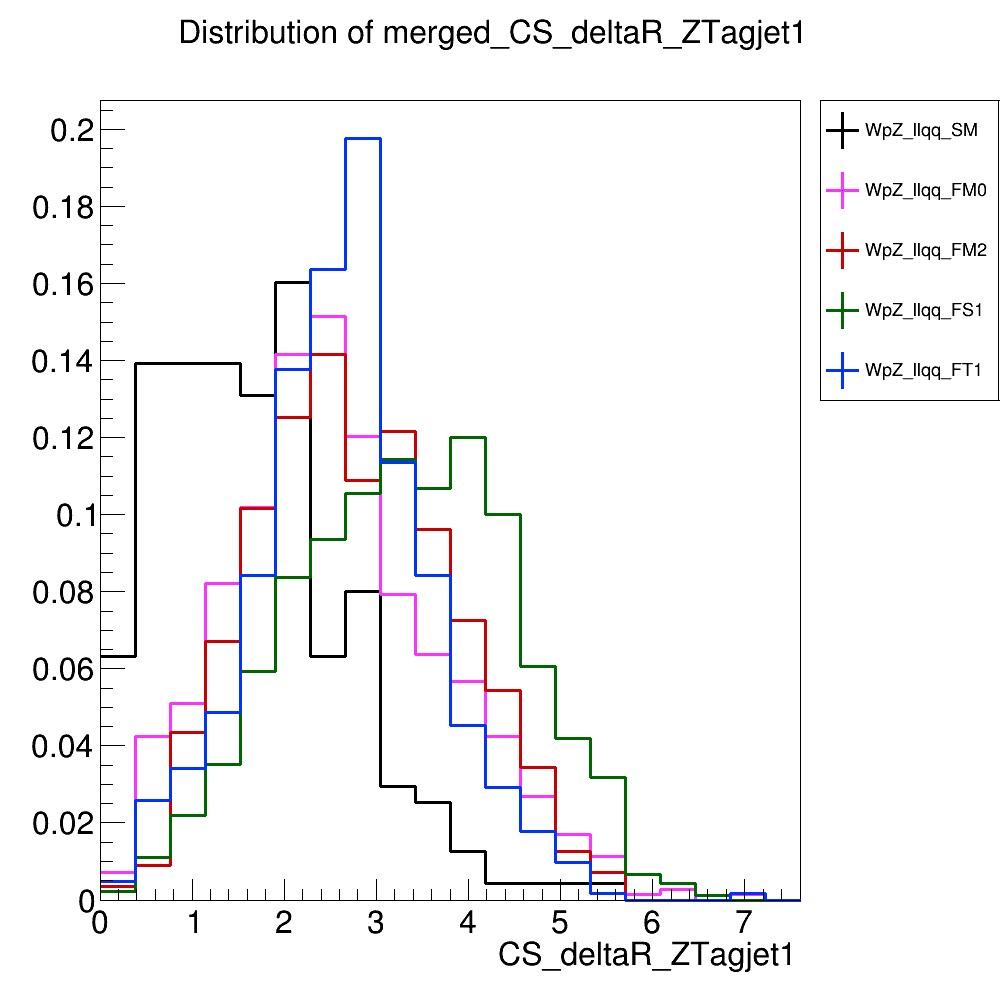 Distribution of merged_CS_deltaR_ZTagjet1
WpZ_llqq_SM
WpZ_llqq_FM0
WpZ_llqq_FM2
WpZ_llqq_FS1
WpZ_llqq_FT1
0.2
0.18
0.16
0.14
0.12
0.1
0.08
0.06
0.04
0.02
0
0 1 2 3 4 5 6 7
CS_deltaR_ZTagjet1